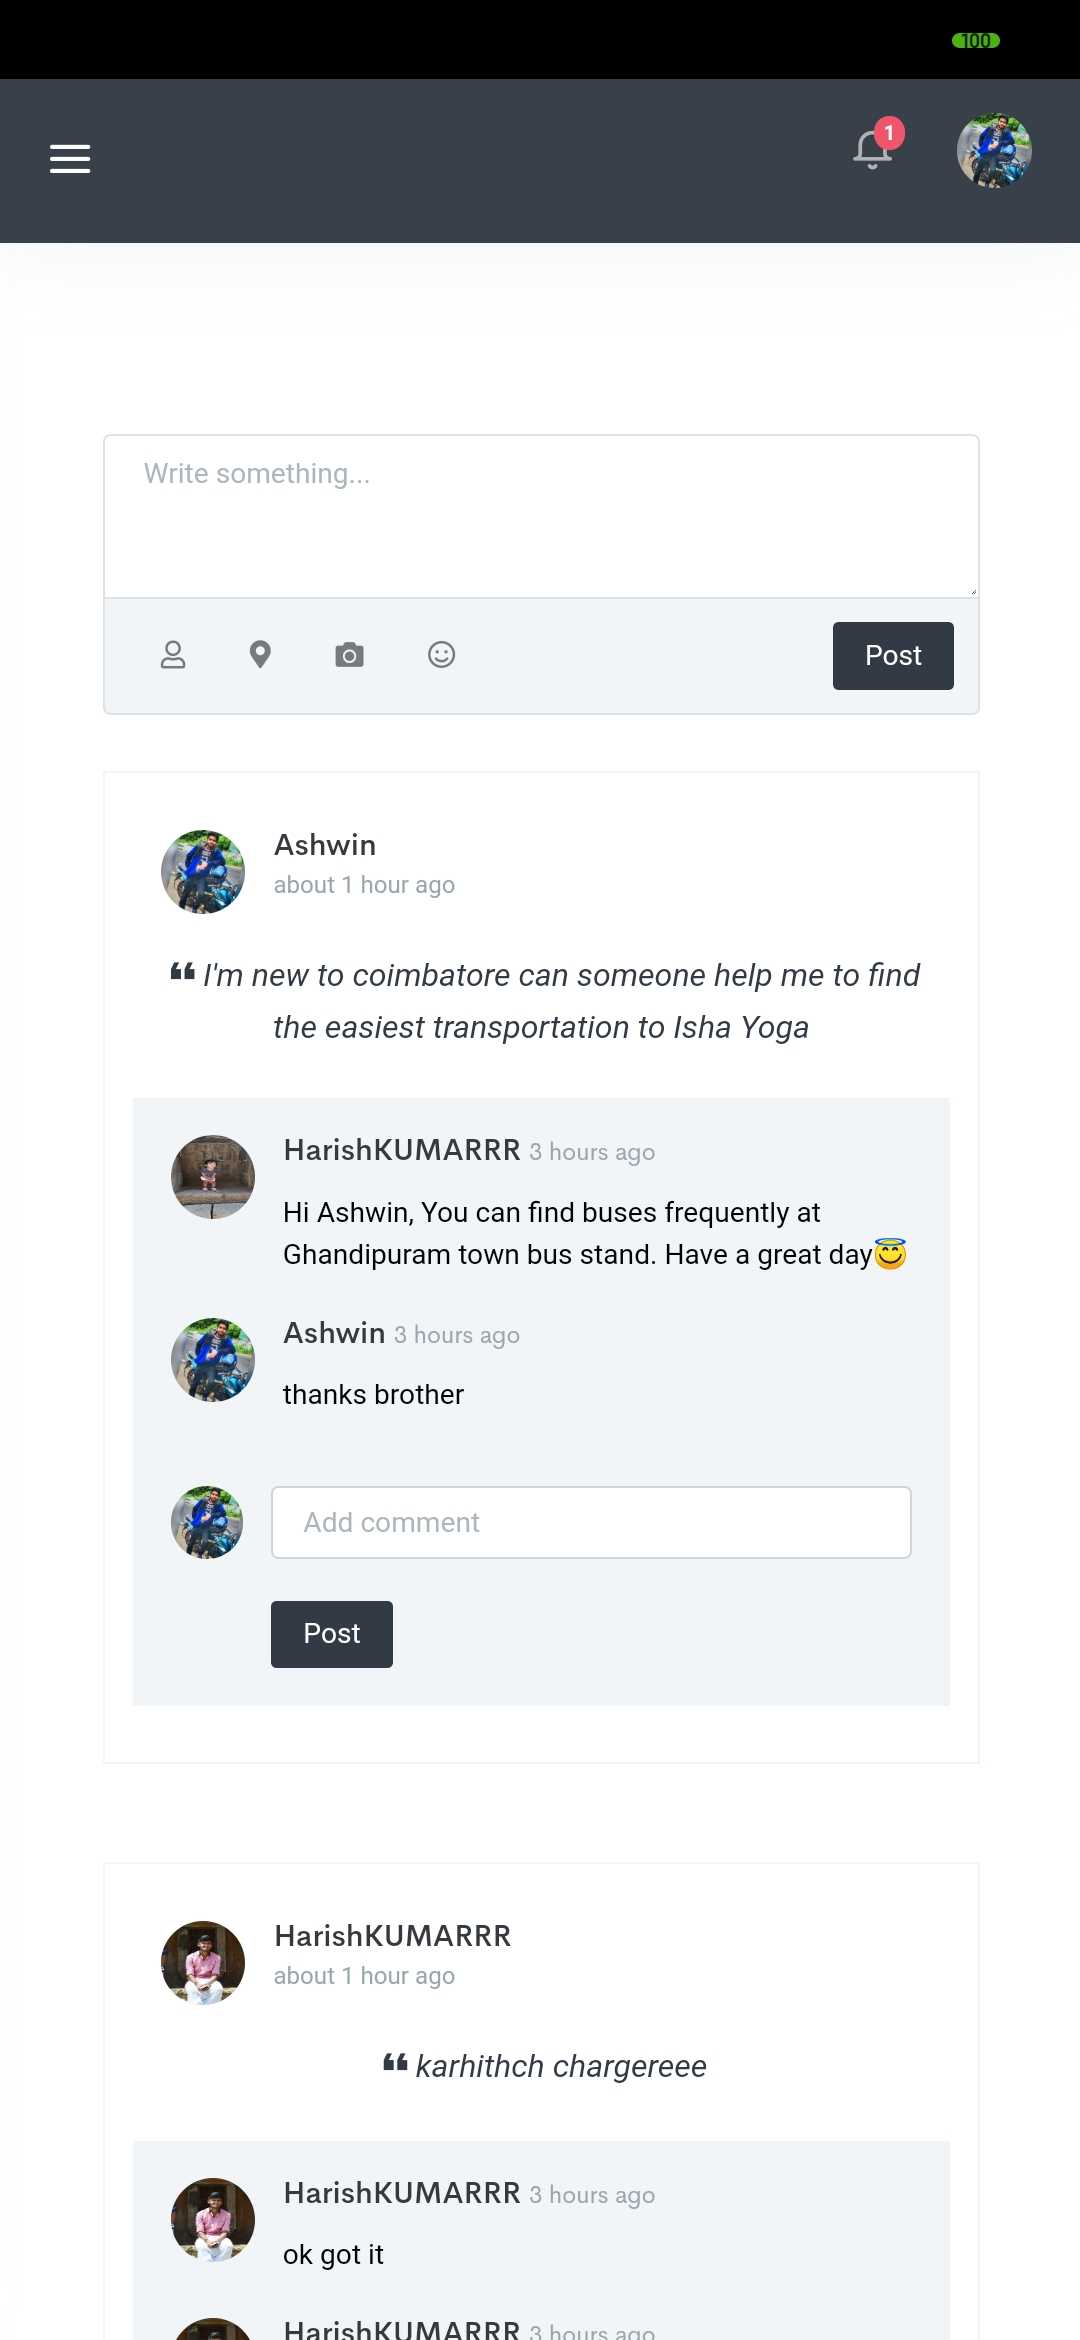 100
1
Write something...
Post
Ashwin
about 1 hour ago
❝ I'm new to coimbatore can someone help me to find
the easiest transportation to Isha Yoga
HarishKUMARRR 3 hours ago
Hi Ashwin, You can find buses frequently at
Ghandipuram town bus stand. Have a great day😇
Ashwin 3 hours ago
thanks brother
Add comment
Post
HarishKUMARRR
about 1 hour ago
❝ karhithch chargereee
HarishKUMARRR 3 hours ago
ok got it
HarishKUMARRR 3 hours ago